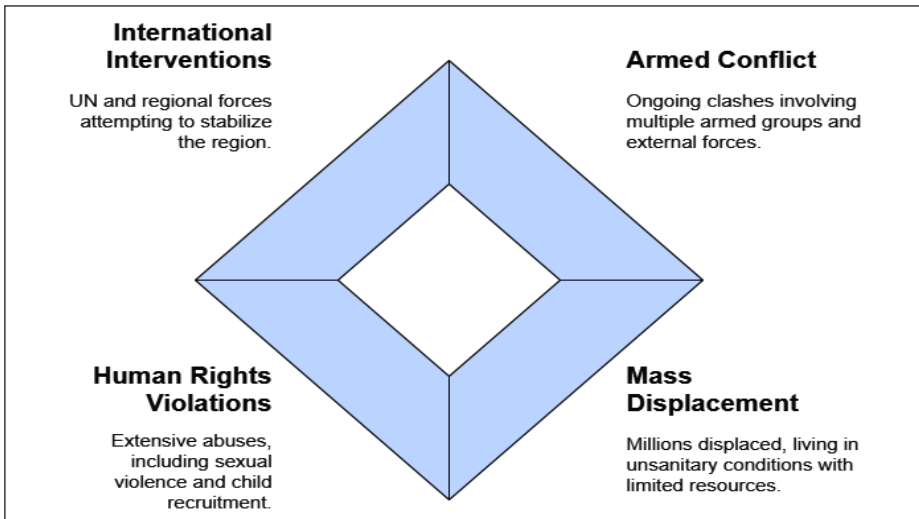 International
Interventions
UN and regional forces
attempting to stabilize
the region.
Armed Conflict
Ongoing clashes involving
multiple armed groups and
external forces.
Human Rights
Violations
Extensive abuses,
including sexual
violence and child
recruitment.
Mass
Displacement
Millions displaced, living in
unsanitary conditions with
limited resources.